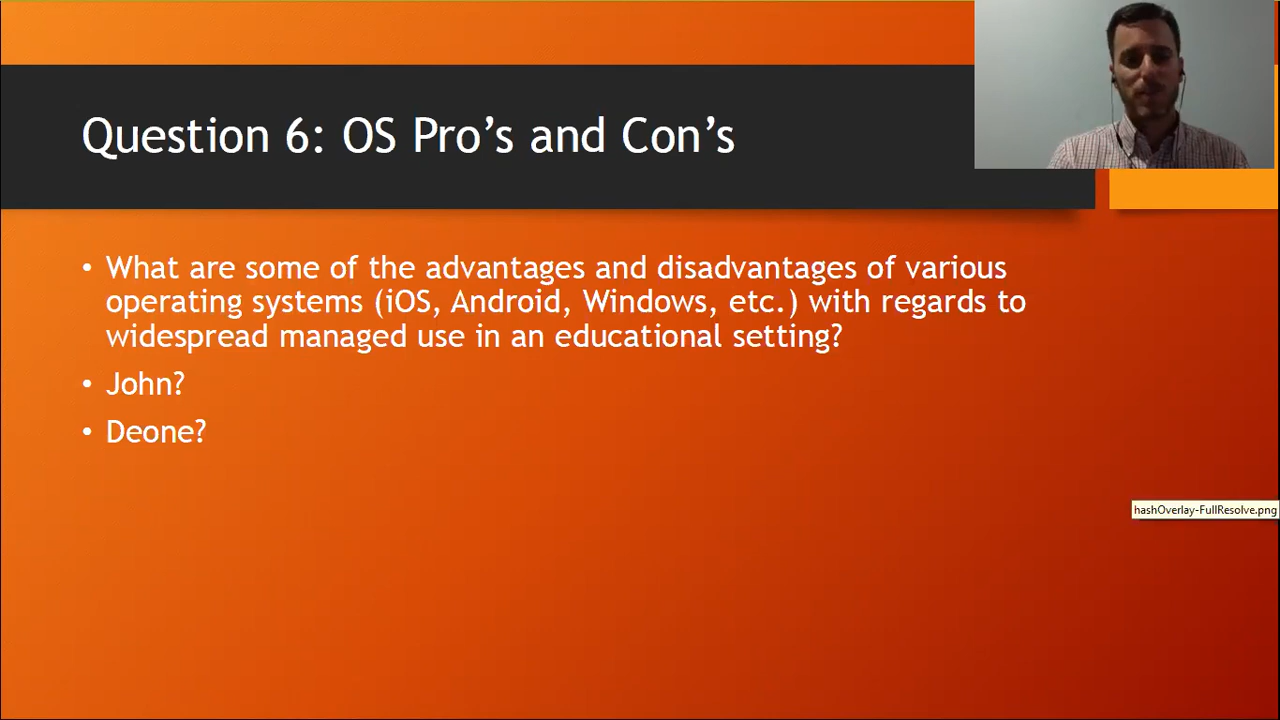 Question 6: OS Pro's and Con's
• What are some of the advantages and disadvantages of various
operating systems (iOS, Android, Windows, etc.) with regards to
widespread managed use in an educational setting?
• John?
• Deone?
hashOverlay-FullResolve.png